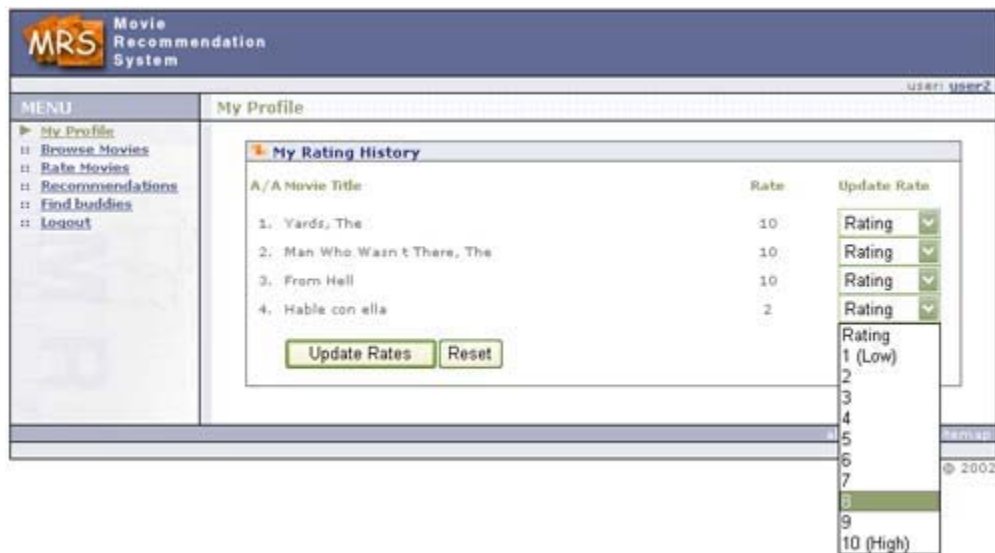 MRS
Movie
Recommendation
System
user: user2
MENU
My Profile
My Profile
Browse Movies
Rate Movies
Recommendations
Find buddies
Logout
My Rating History
A/A Movie Title Rate Update Rate
1. Yards, The 10 Rating
2. Man Who Wasn t There, The 10 Rating
3. From Hell 10 Rating
4. Hable con ella 2 Rating
Update Rates Reset
Rating
1 (Low)
2
3
4
5
6
7
8
9
10 (High)
© 2002